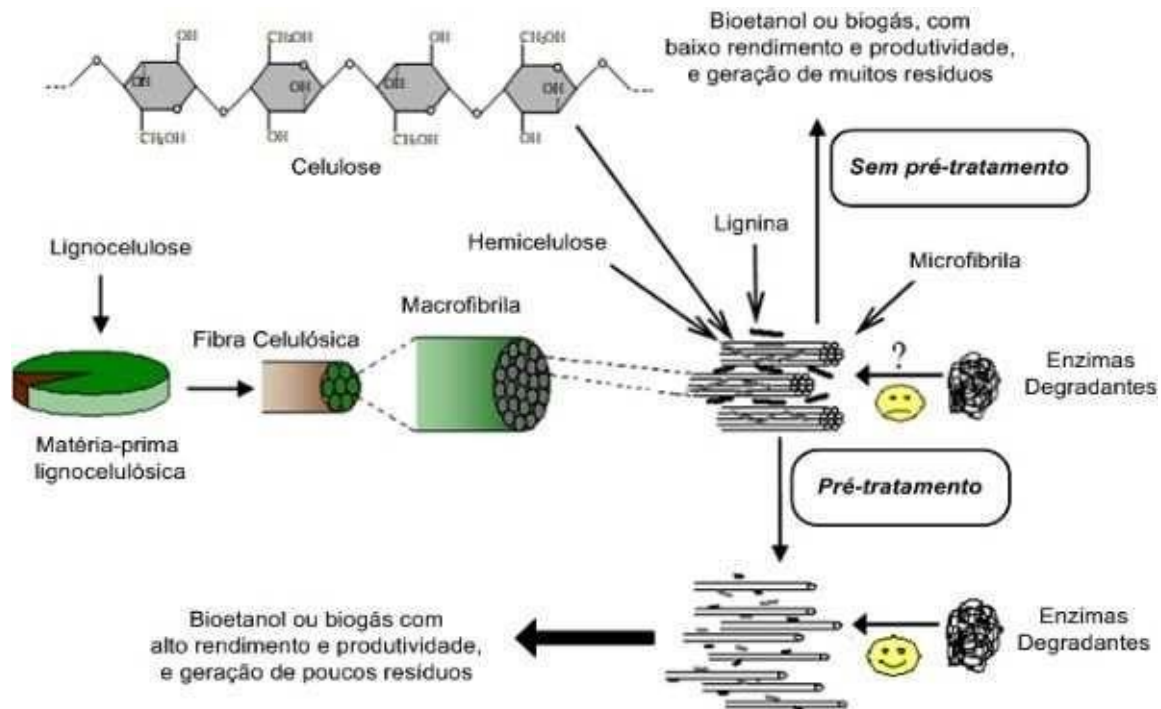 OH
CH₂OH
OH
CH₂OH
OH
OH
OH
OH
CH₂OH
OH
CH₂OH
OH
Celulose
Bioetanol ou biogás, com
baixo rendimento e produtividade,
e geração de muitos resíduos
Sem pré-tratamento
Lignocelulose
Hemicelulose
Lignina
Microfibrila
Macrofibrila
Fibra Celulósica
?
Enzimas
Degradantes
Matéria-prima
lignocelulósica
Pré-tratamento
Bioetanol ou biogás com
alto rendimento e produtividade,
e geração de poucos resíduos
Enzimas
Degradantes